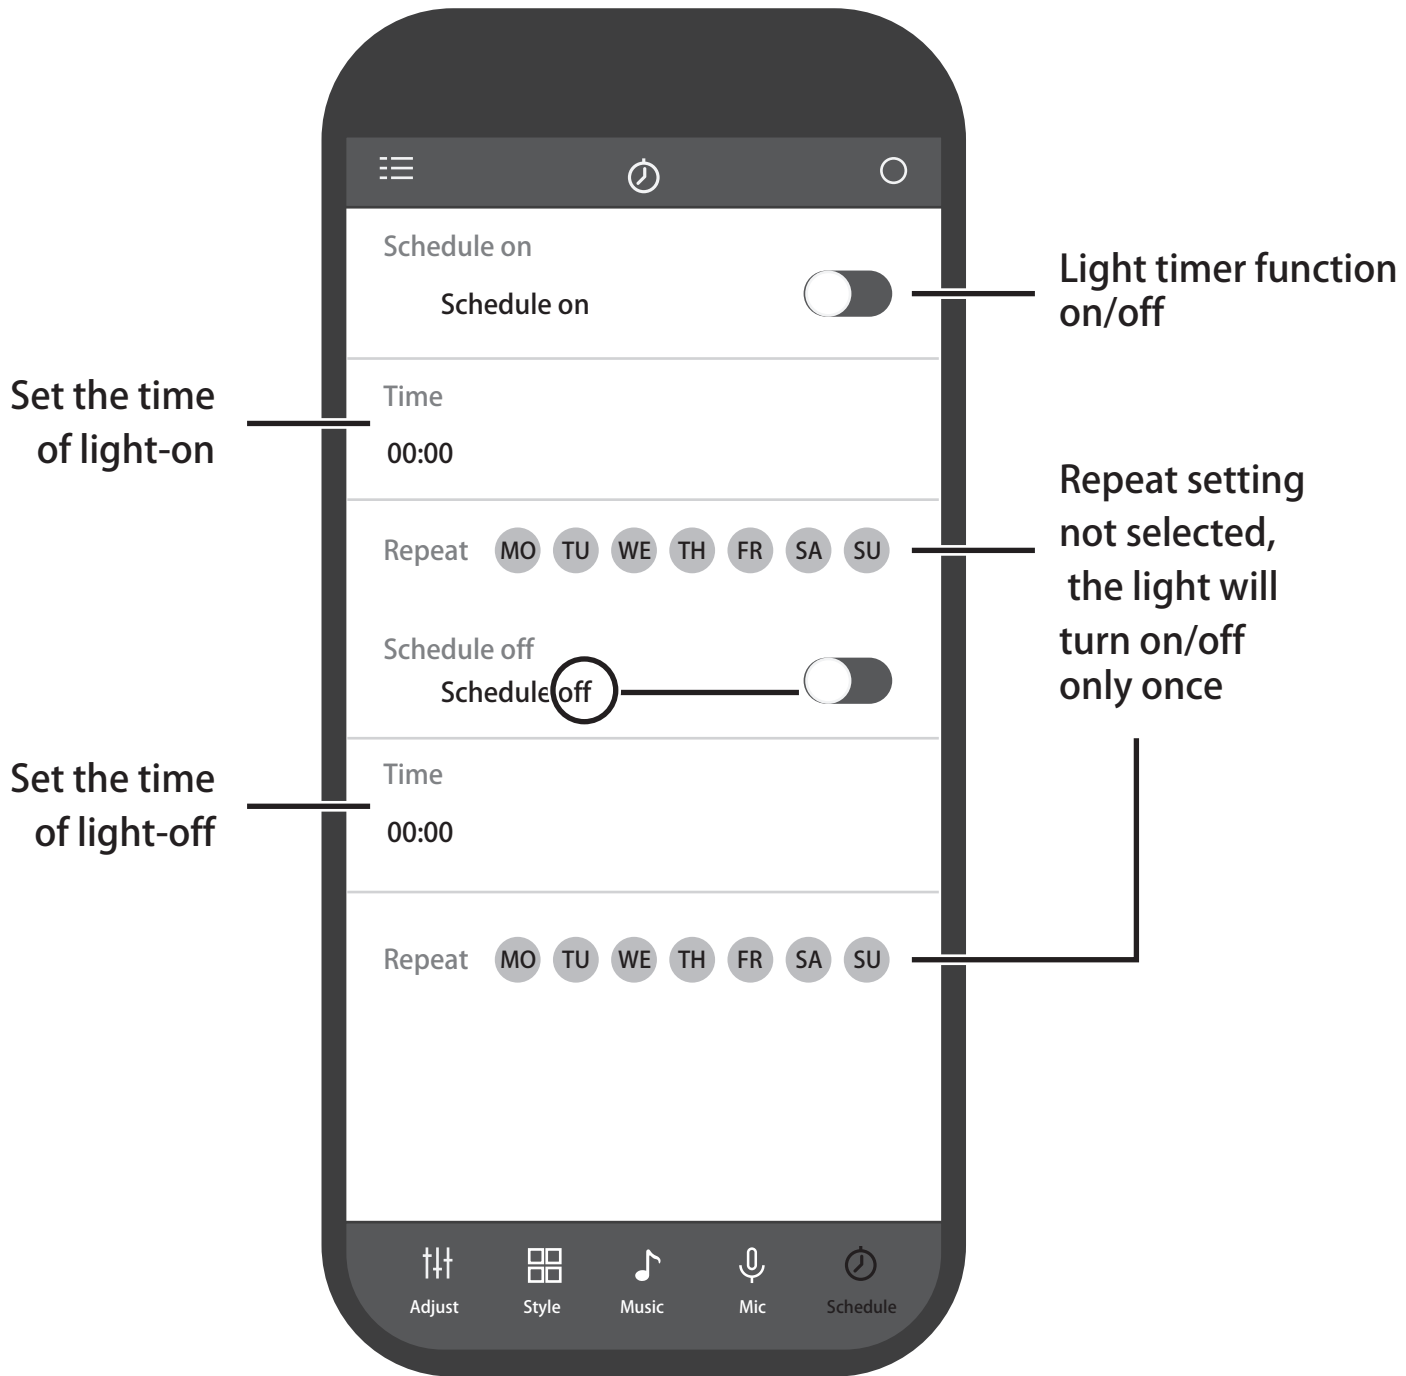 Schedule on
Schedule on
Light timer function
on/off
Set the time
of light-on
Time
00:00
Repeat MO TU WE TH FR SA SU
Repeat setting
not selected,
the light will
turn on/off
only once
Schedule off
Schedule off
Set the time
of light-off
Time
00:00
Repeat MO TU WE TH FR SA SU
Adjust Style Music Mic Schedule